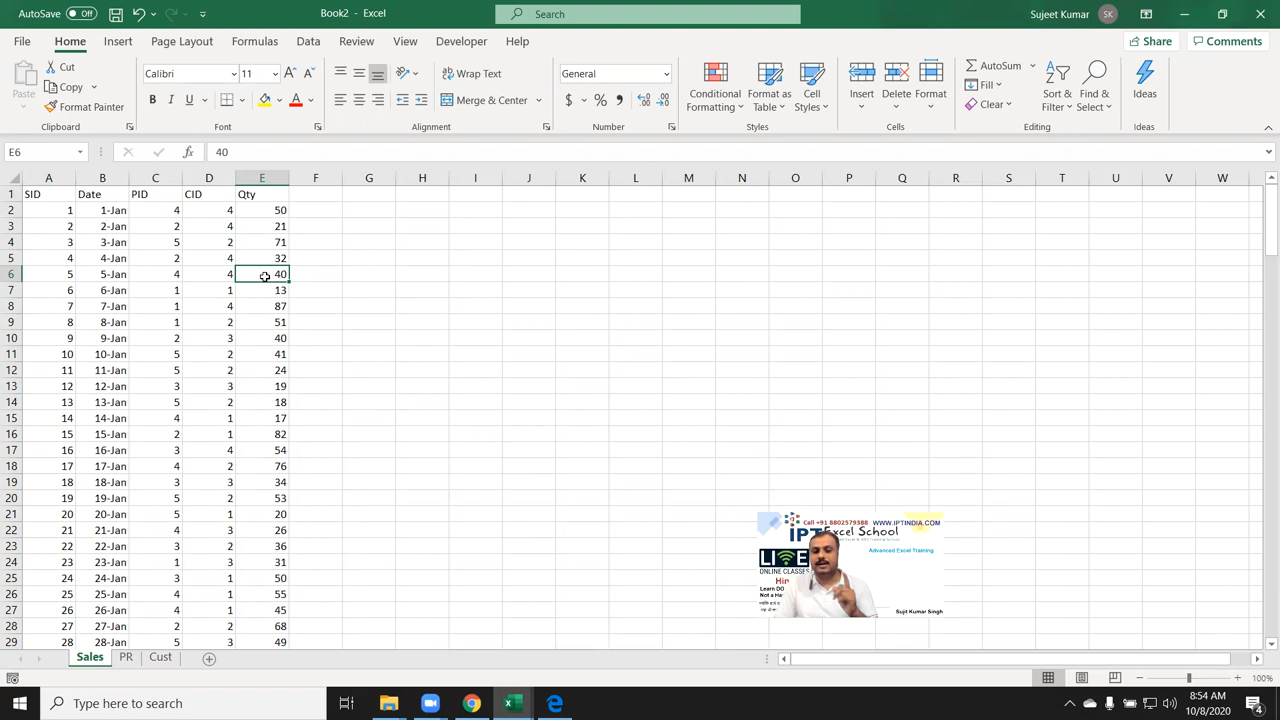 AutoSave Off Book2 - Excel Search Sujeet Kumar SK
File Home Insert Page Layout Formulas Data Review View Developer Help Share Comments
Paste Cut Copy Format Painter Clipboard
Calibri 11 B I U A Font
Wrap Text Merge & Center Alignment
General $ % Number
Conditional Formatting Format as Table Cell Styles Styles
Insert Delete Format Cells
AutoSum Fill Clear Sort & Filter Find & Select Editing
Ideas Ideas
E6 fx 40
A B C D E F G H I J K L M N O P Q R S T U V W
1 SID Date PID CID Qty
2 1 1-Jan 4 4 50
3 2 2-Jan 2 4 21
4 3 3-Jan 5 2 71
5 4 4-Jan 2 4 32
6 5 5-Jan 4 4 40
7 6 6-Jan 1 1 13
8 7 7-Jan 1 4 87
9 8 8-Jan 1 2 51
10 9 9-Jan 2 3 40
11 10 10-Jan 5 2 41
12 11 11-Jan 5 2 24
13 12 12-Jan 3 3 19
14 13 13-Jan 5 2 18
15 14 14-Jan 4 1 17
16 15 15-Jan 2 1 82
17 16 16-Jan 3 4 54
18 17 17-Jan 4 2 76
19 18 18-Jan 3 3 34
20 19 19-Jan 5 2 53
21 20 20-Jan 5 1 20
22 21 21-Jan 4 3 26
23 22 22-Jan 5 2 36
24 23 23-Jan 1 1 36
25 24 24-Jan 3 1 50
26 25 25-Jan 4 1 55
27 26 26-Jan 4 1 45
28 27 27-Jan 2 3 68
29 28 28-Jan 5 3 49
Call +91 8802579388 WWW.IPTINDIA.COM
IPT Excel School
LIVE Advanced Excel Training
ONLINE CLASSES
Learn DO
Not a Ha
Sujit Kumar Singh
Sales PR Cust
100%
Type here to search
8:54 AM
10/8/2020